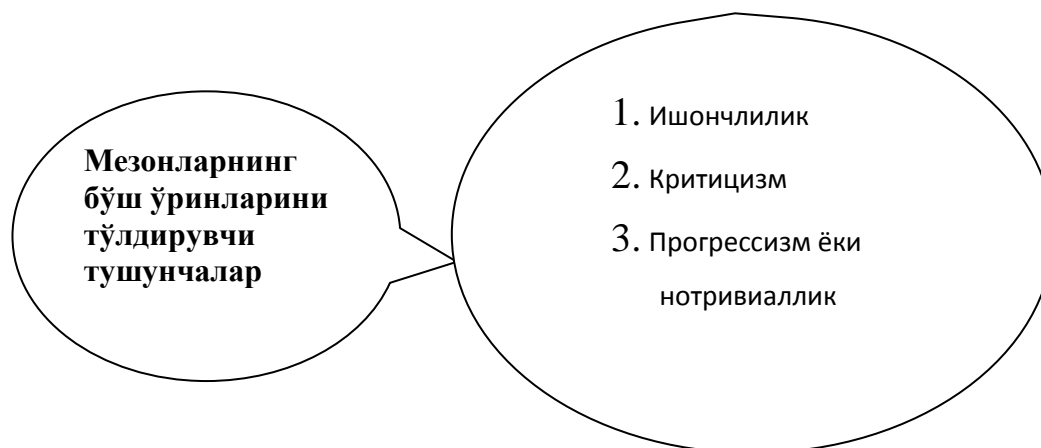 Мезонларнинг
бўш ўринларини
тўлдирувчи
тушунчалар
1. Ишончлилик
2. Критицизм
3. Прогрессизм ёки
нотривиаллик